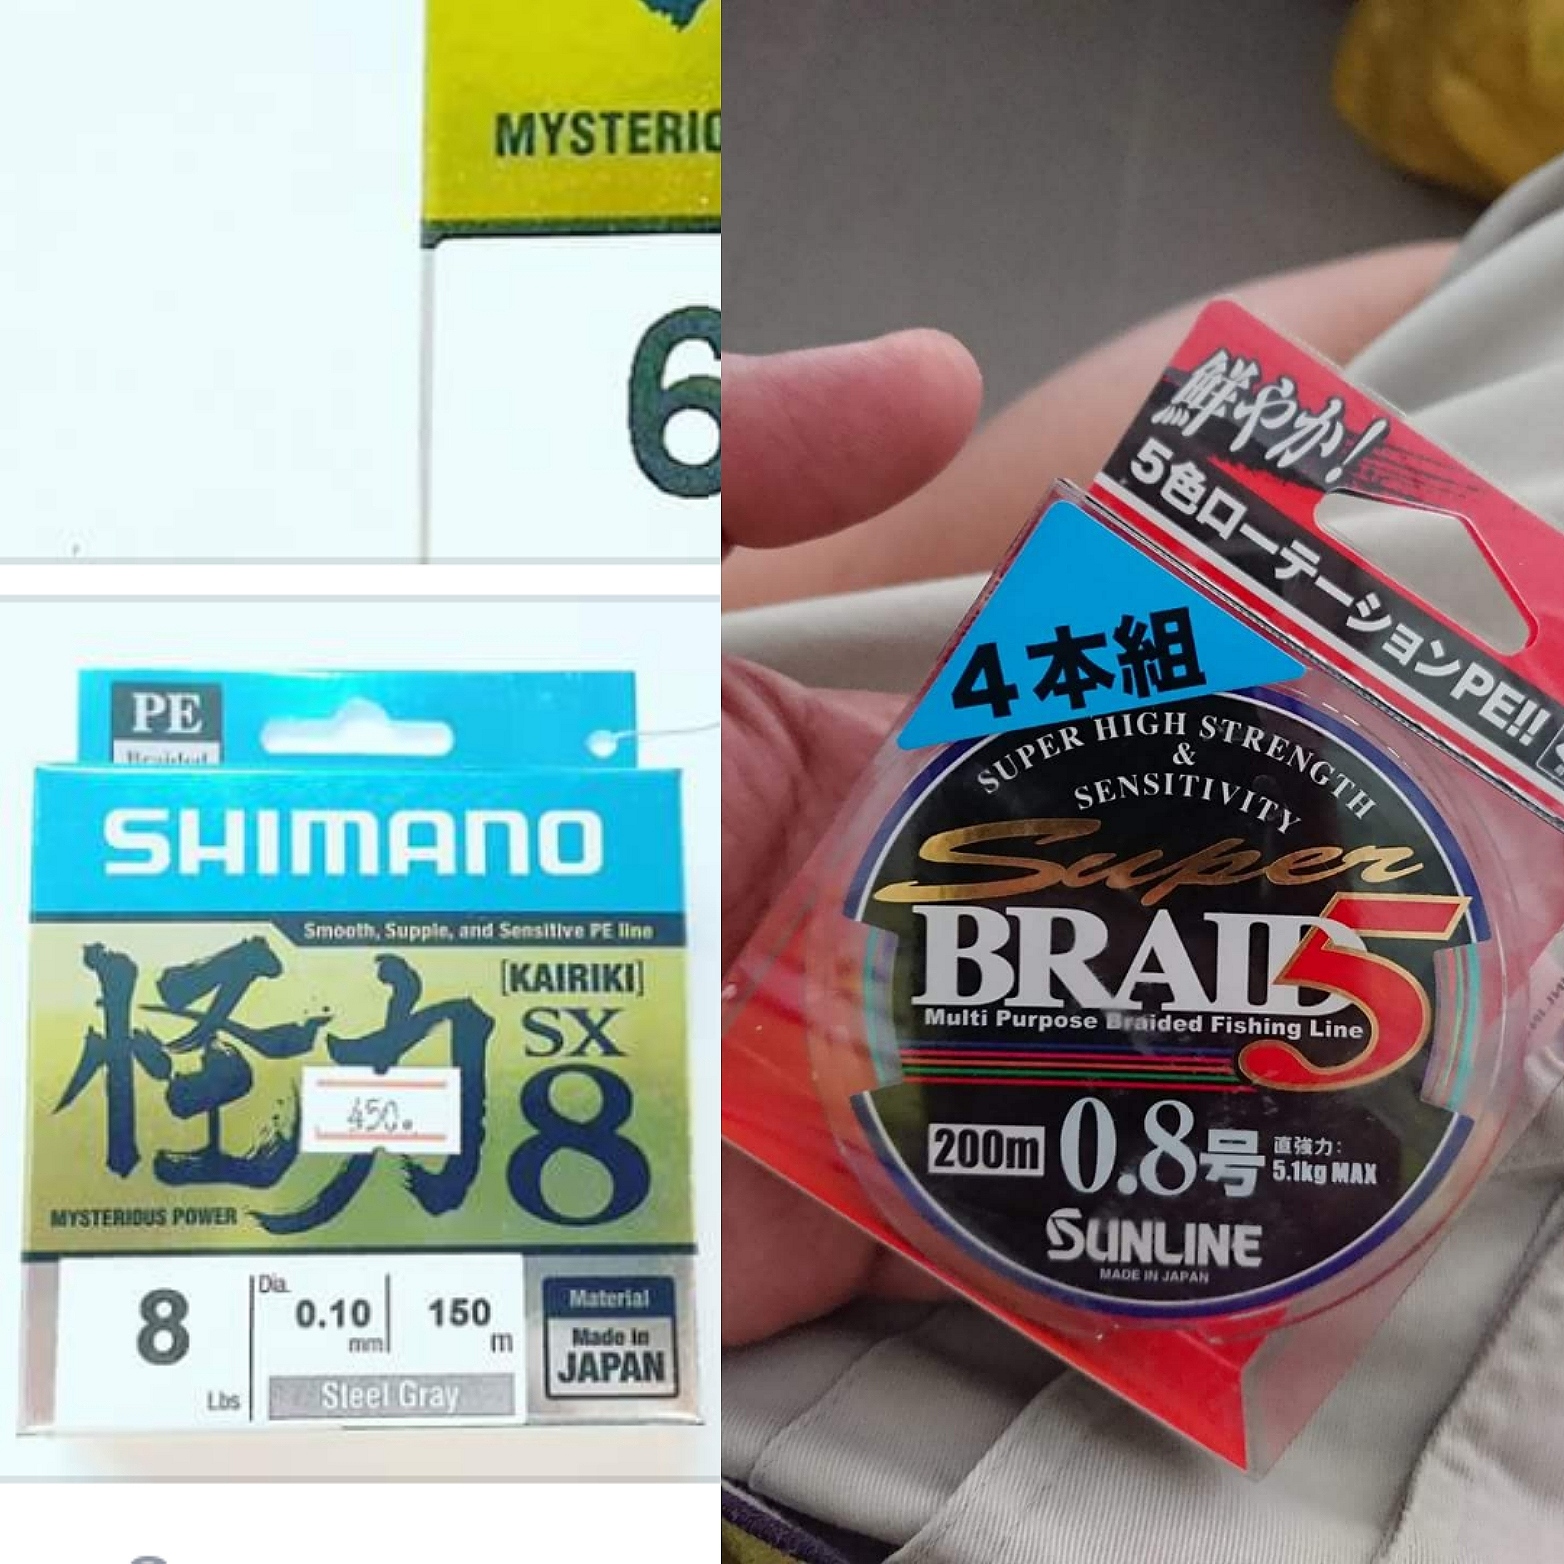 MYSTERIO
6
PE
Braided
SHIMANO
Smooth, Supple, and Sensitive PE line
怪力
[KAIRIKI]
SX
8
450.
MYSTERIOUS POWER
8
Lbs
Dia.
0.10
mm
150
m
Steel Gray
Material
Made in
JAPAN
鮮やか!
5色ローテーションPE!!
4本組
SUPER HIGH STRENGTH
&
SENSITIVITY
Super
BRAID5
Multi Purpose Braided Fishing Line
200m
0.8号
直強力:
5.1kg MAX
SUNLINE
MADE IN JAPAN